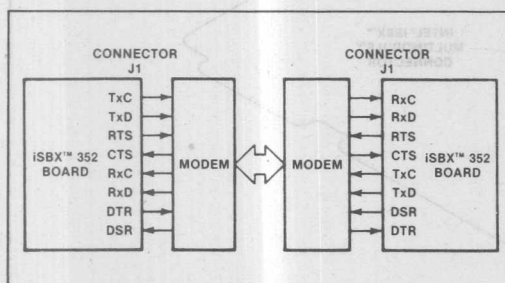 CONNECTOR
J1
CONNECTOR
J1
TxC
TxD
RTS
CTS
RxC
RxD
DTR
DSR
iSBX™ 352
BOARD
MODEM
MODEM
RxC
RxD
RTS
CTS
TxC
TxD
DSR
DTR
iSBX™ 352
BOARD